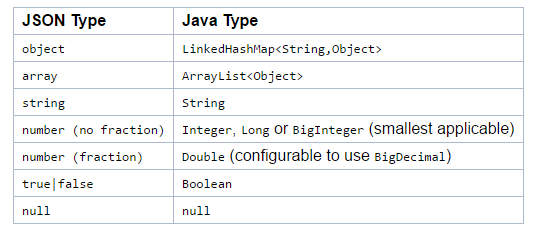 JSON Type Java Type
object LinkedHashMap<String,Object>
array ArrayList<Object>
string String
number (no fraction) Integer, Long or BigInteger (smallest applicable)
number (fraction) Double (configurable to use BigDecimal)
true|false Boolean
null null